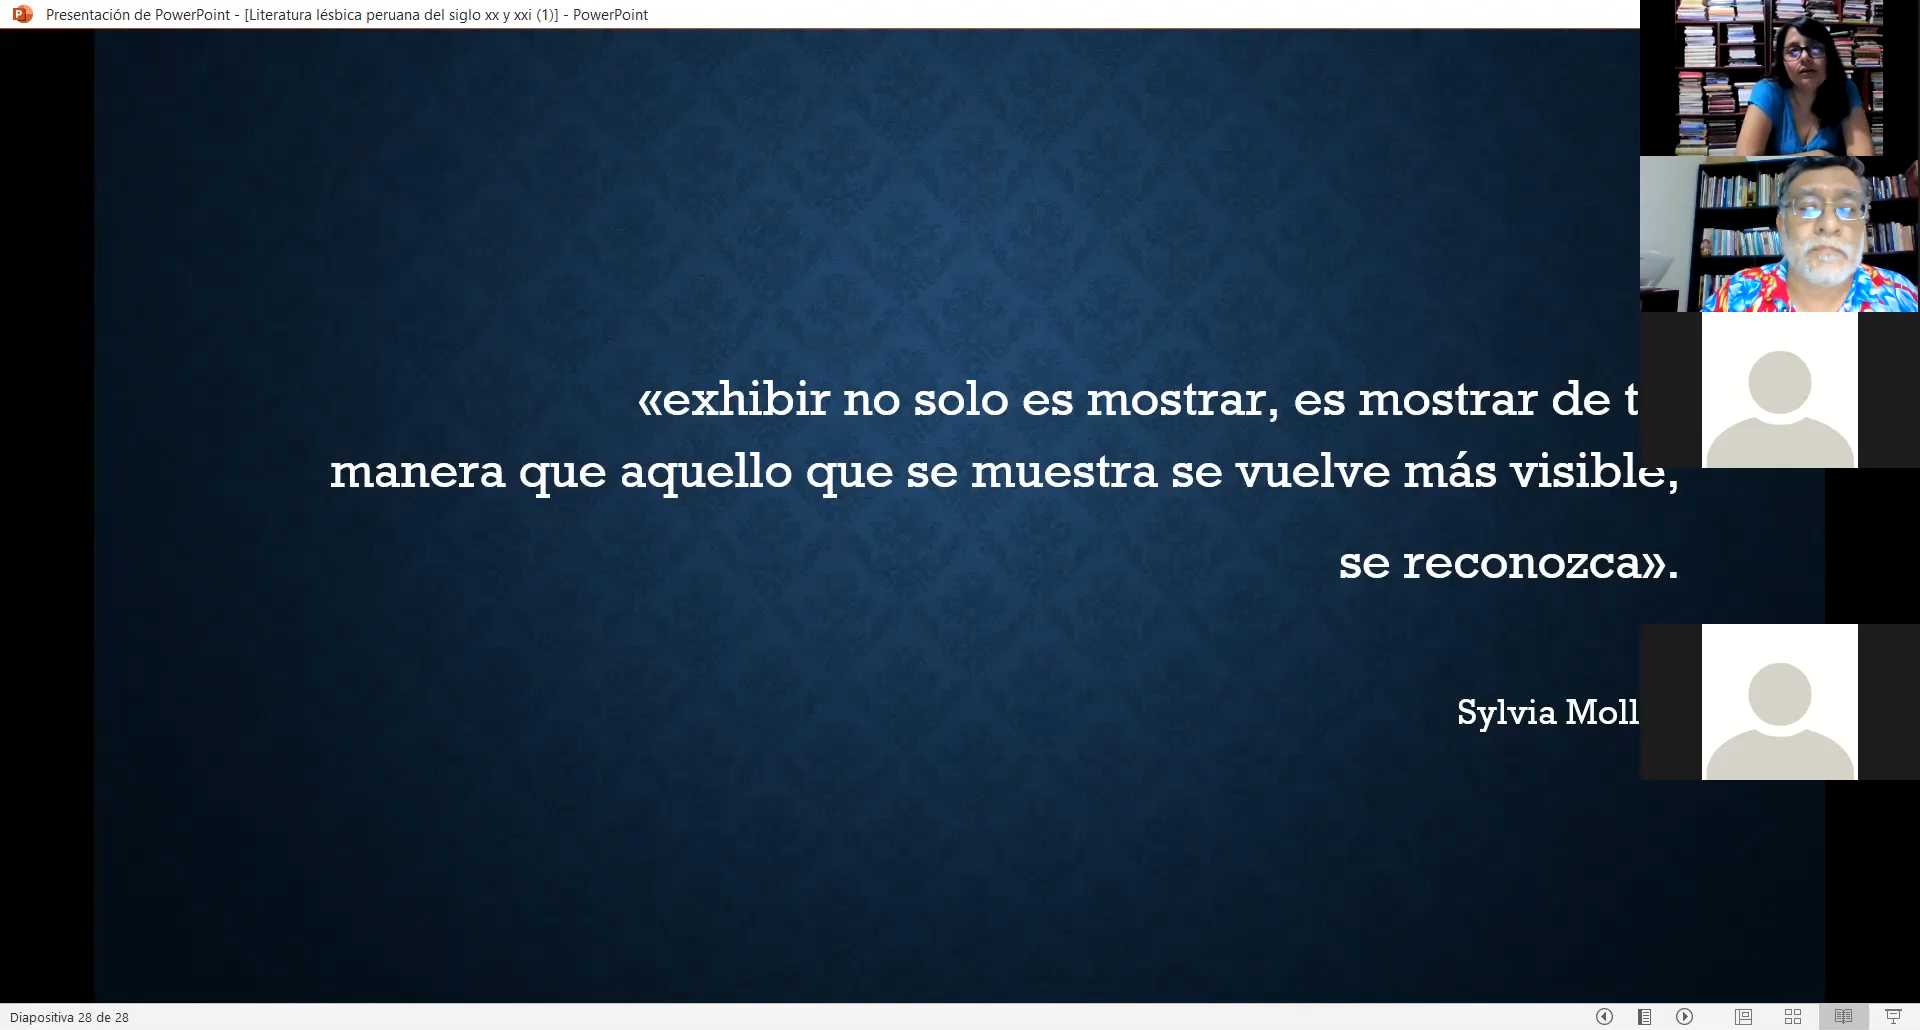 Presentación de PowerPoint - [Literatura lésbica peruana del siglo xx y xxi (1)] - PowerPoint
«exhibir no solo es mostrar, es mostrar de t
manera que aquello que se muestra se vuelve más visible,
se reconozca».
Sylvia Moll
Diapositiva 28 de 28